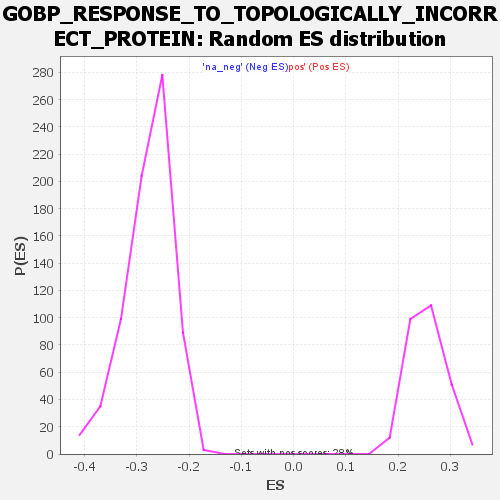 GOBP_RESPONSE_TO_TOPOLOGICALLY_INCORR
ECT_PROTEIN: Random ES distribution
'na_neg' (Neg ES)pos' (Pos ES)
P(ES)
280
260
240
220
200
180
160
140
120
100
80
60
40
20
0
Sets with pos scores: 28%
-0.4 -0.3 -0.2 -0.1 0.0 0.1 0.2 0.3
ES